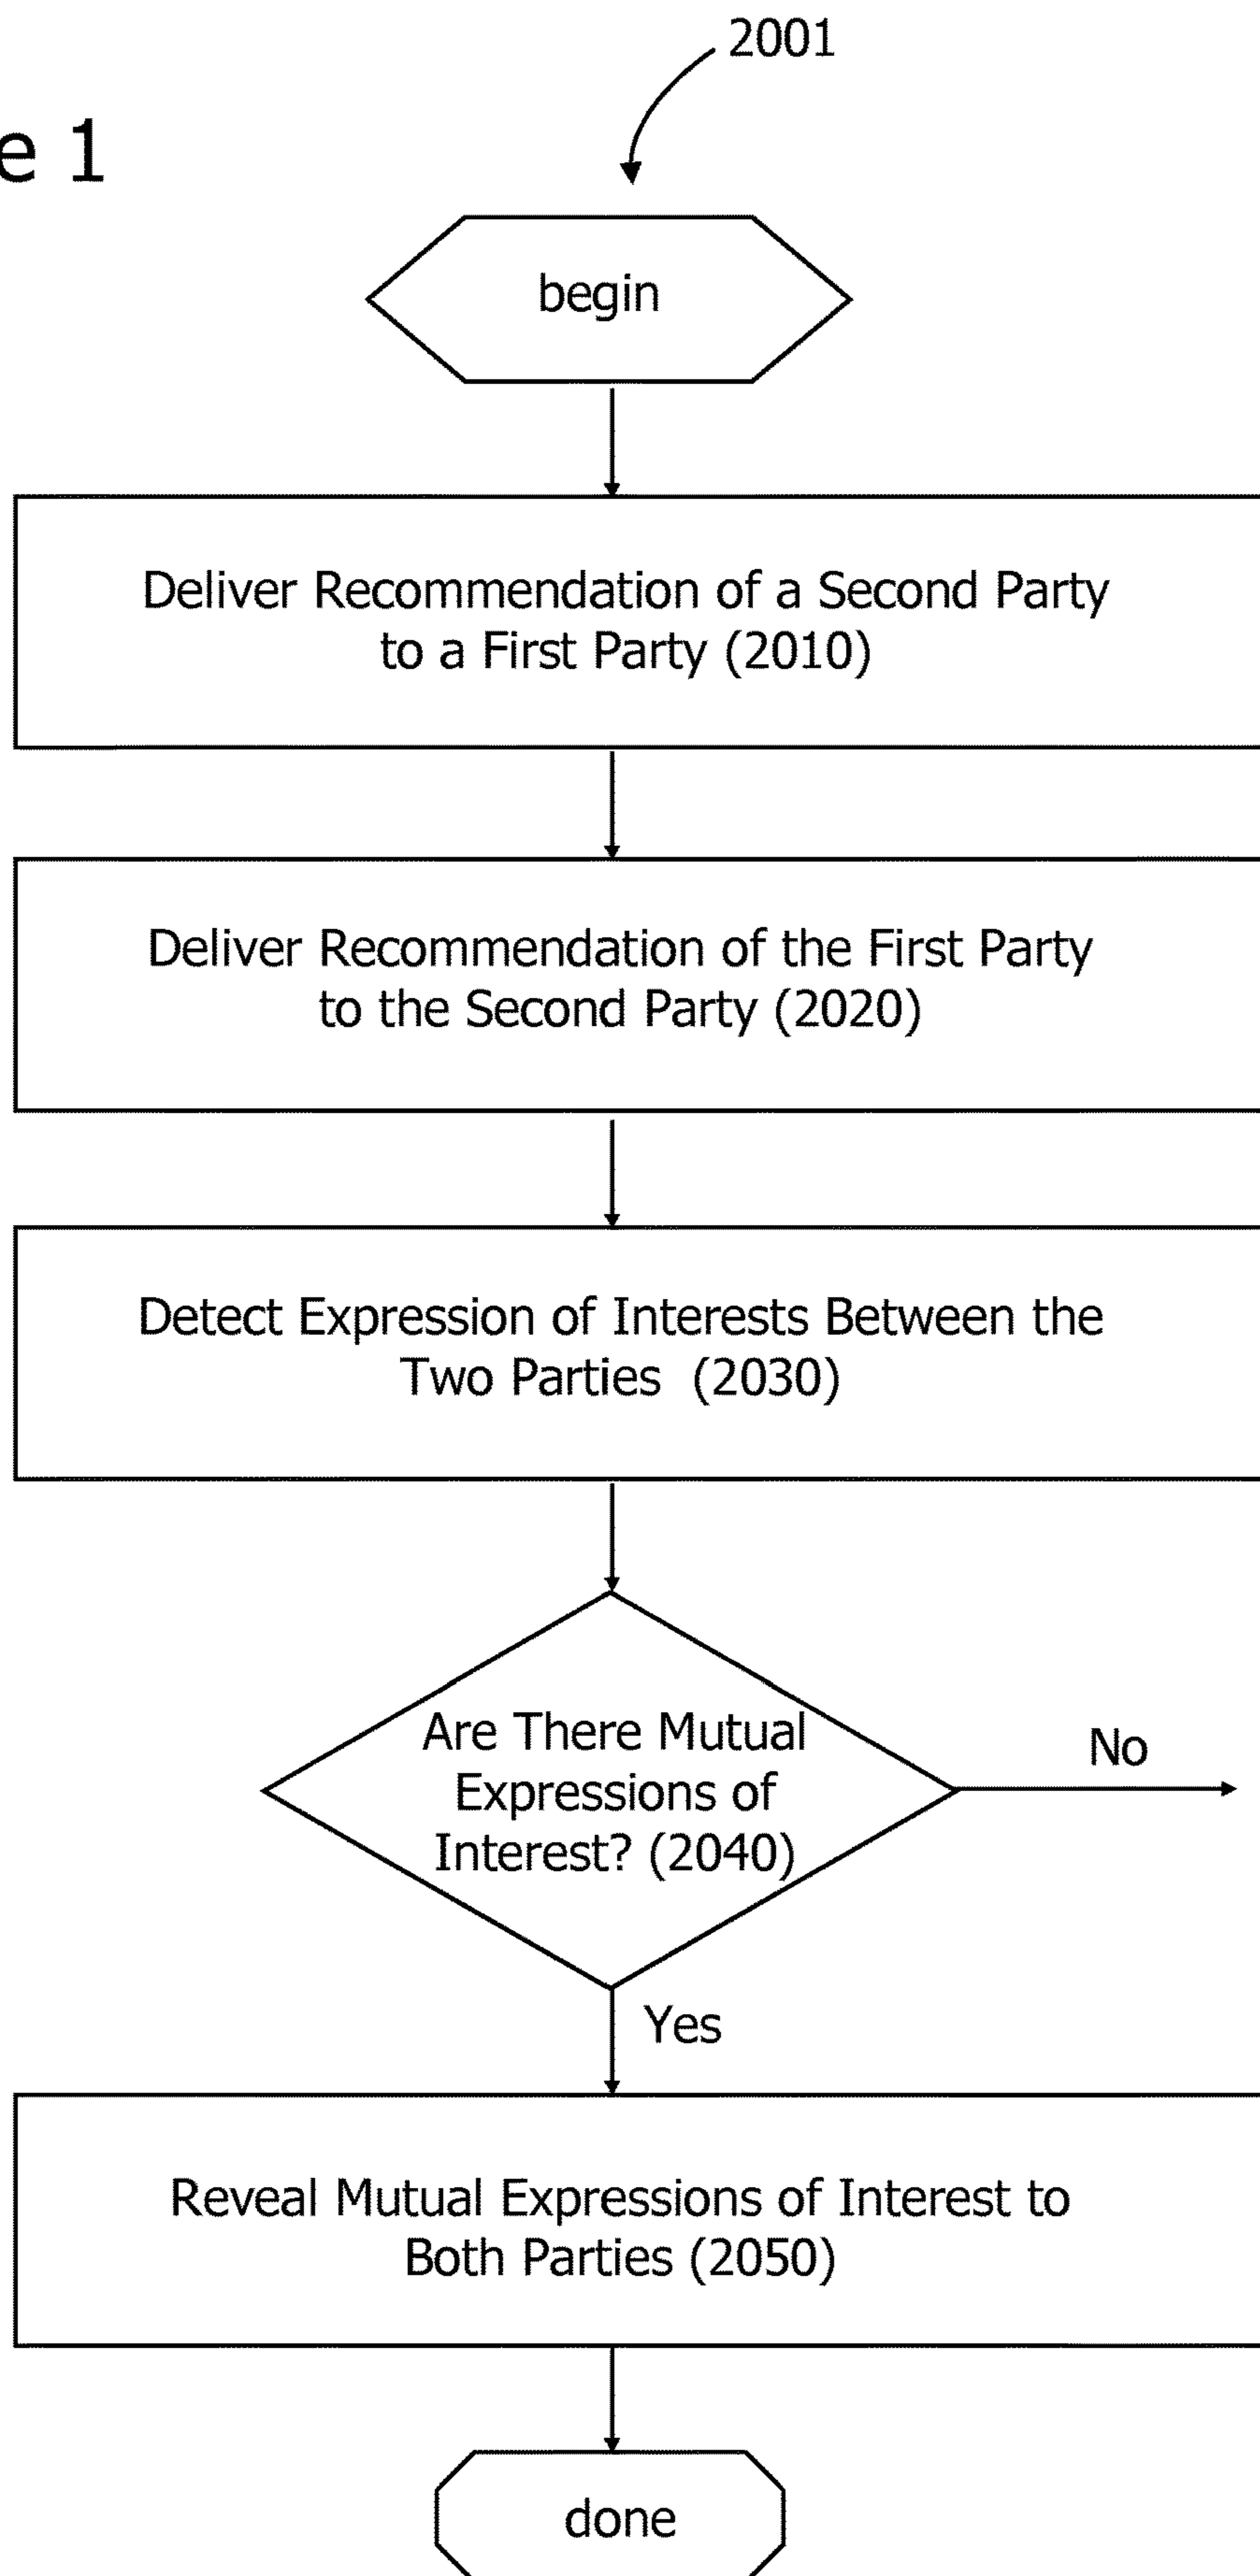 2001
e 1
begin
Deliver Recommendation of a Second Party
to a First Party (2010)
Deliver Recommendation of the First Party
to the Second Party (2020)
Detect Expression of Interests Between the
Two Parties (2030)
Are There Mutual
Expressions of
Interest? (2040)
No
Yes
Reveal Mutual Expressions of Interest to
Both Parties (2050)
done